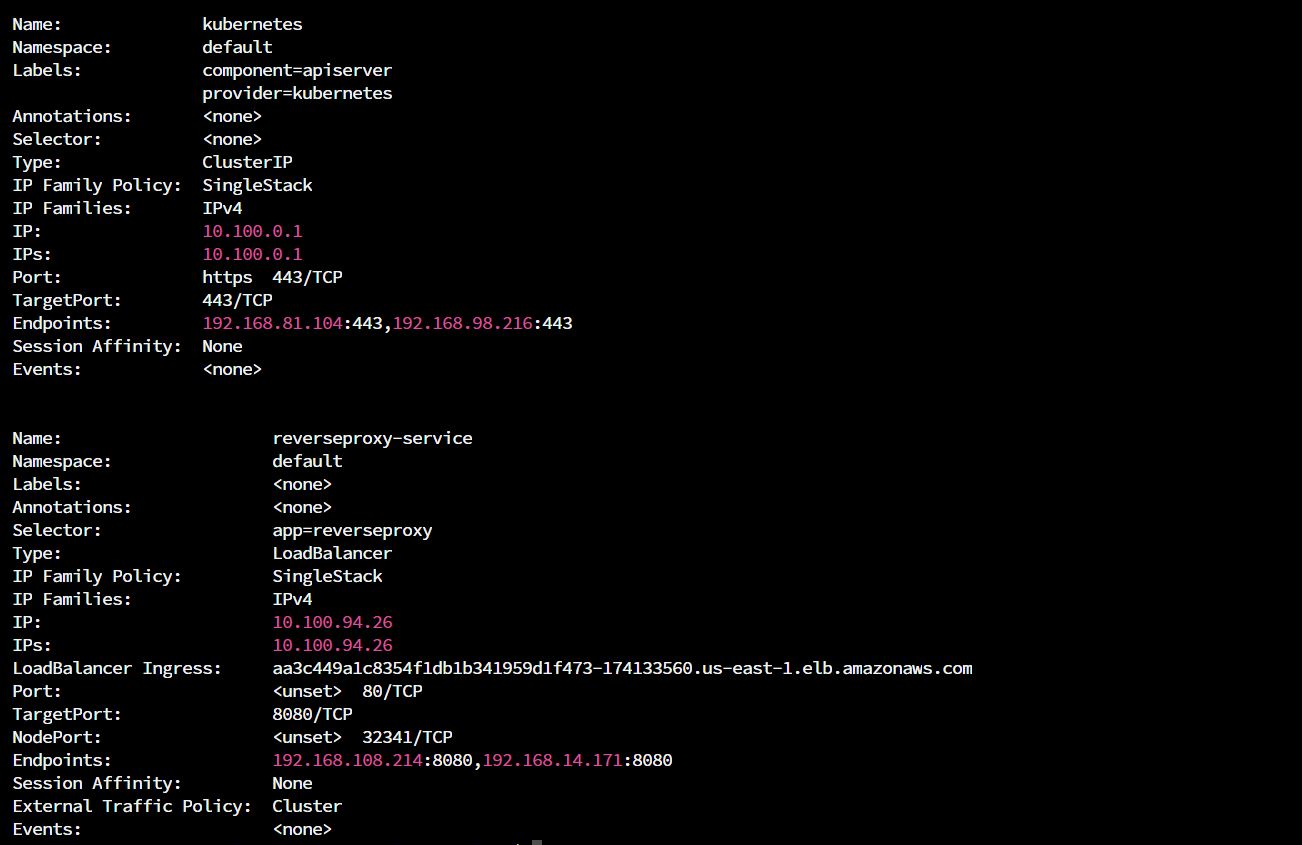 Name:              kubernetes
Namespace:         default
Labels:            component=apiserver
                   provider=kubernetes
Annotations:       <none>
Selector:          <none>
Type:              ClusterIP
IP Family Policy:  SingleStack
IP Families:       IPv4
IP:                10.100.0.1
IPs:               10.100.0.1
Port:              https  443/TCP
TargetPort:        443/TCP
Endpoints:         192.168.81.104:443,192.168.98.216:443
Session Affinity:  None
Events:            <none>
Name:                     reverseproxy-service
Namespace:                default
Labels:                   <none>
Annotations:              <none>
Selector:                 app=reverseproxy
Type:                     LoadBalancer
IP Family Policy:         SingleStack
IP Families:              IPv4
IP:                       10.100.94.26
IPs:                      10.100.94.26
LoadBalancer Ingress:     aa3c449a1c8354f1db1b341959d1f473-174133560.us-east-1.elb.amazonaws.com
Port:                     <unset>  80/TCP
TargetPort:               8080/TCP
NodePort:                 <unset>  32341/TCP
Endpoints:                192.168.108.214:8080,192.168.14.171:8080
Session Affinity:         None
External Traffic Policy:  Cluster
Events:                   <none>